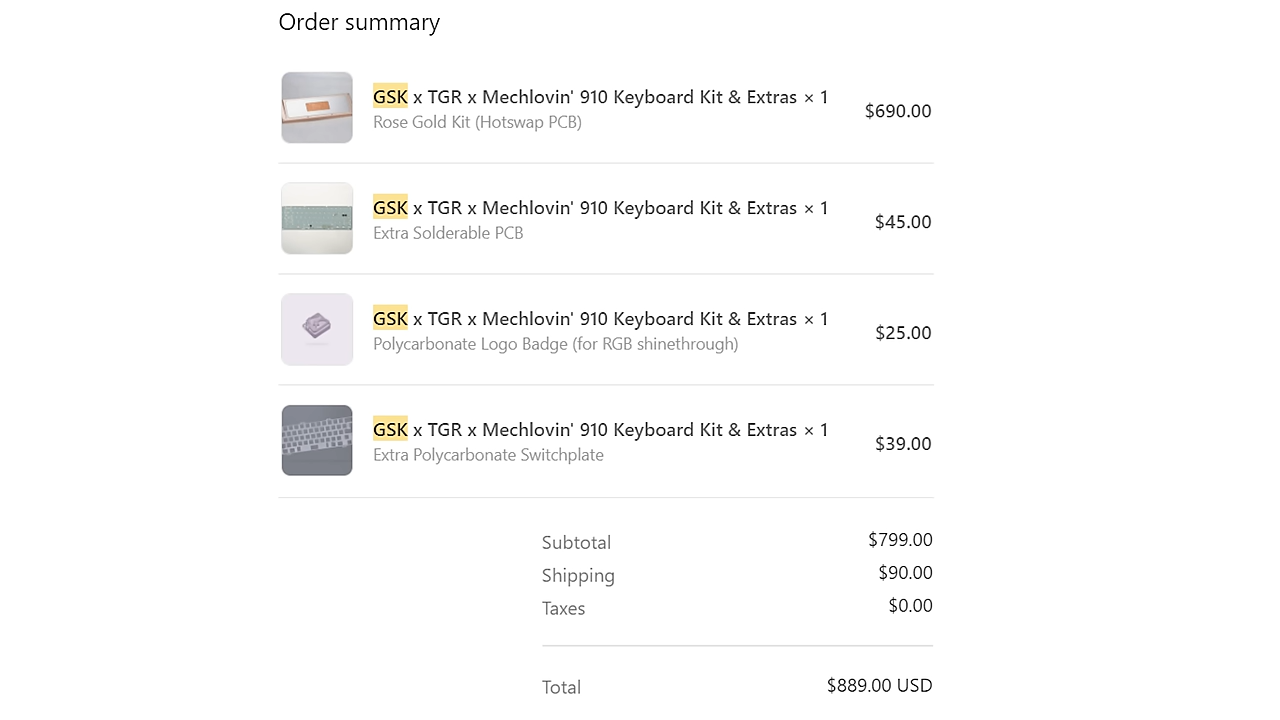 Order summary
GSK x TGR x Mechlovin' 910 Keyboard Kit & Extras × 1
Rose Gold Kit (Hotswap PCB)
$690.00
GSK x TGR x Mechlovin' 910 Keyboard Kit & Extras × 1
Extra Solderable PCB
$45.00
GSK x TGR x Mechlovin' 910 Keyboard Kit & Extras × 1
Polycarbonate Logo Badge (for RGB shinethrough)
$25.00
GSK x TGR x Mechlovin' 910 Keyboard Kit & Extras × 1
Extra Polycarbonate Switchplate
$39.00
Subtotal $799.00
Shipping $90.00
Taxes $0.00
Total $889.00 USD